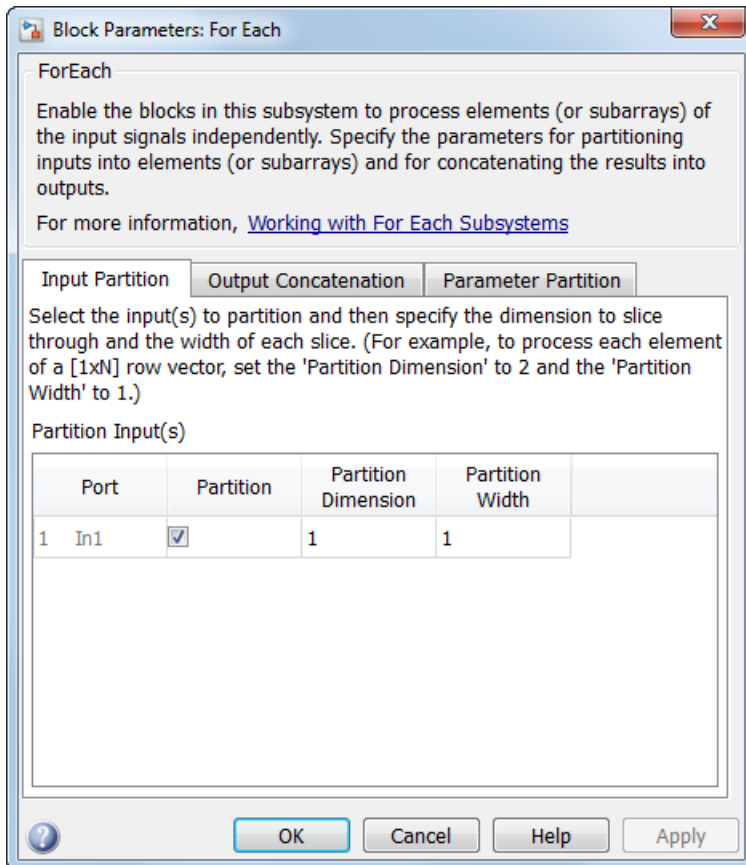 Block Parameters: For Each
ForEach
Enable the blocks in this subsystem to process elements (or subarrays) of
the input signals independently. Specify the parameters for partitioning
inputs into elements (or subarrays) and for concatenating the results into
outputs.
For more information, Working with For Each Subsystems
Input Partition Output Concatenation Parameter Partition
Select the input(s) to partition and then specify the dimension to slice
through and the width of each slice. (For example, to process each element
of a [1xN] row vector, set the 'Partition Dimension' to 2 and the 'Partition
Width' to 1.)
Partition Input(s)
Port Partition Partition Dimension Partition Width
1 In1 1 1
OK Cancel Help Apply